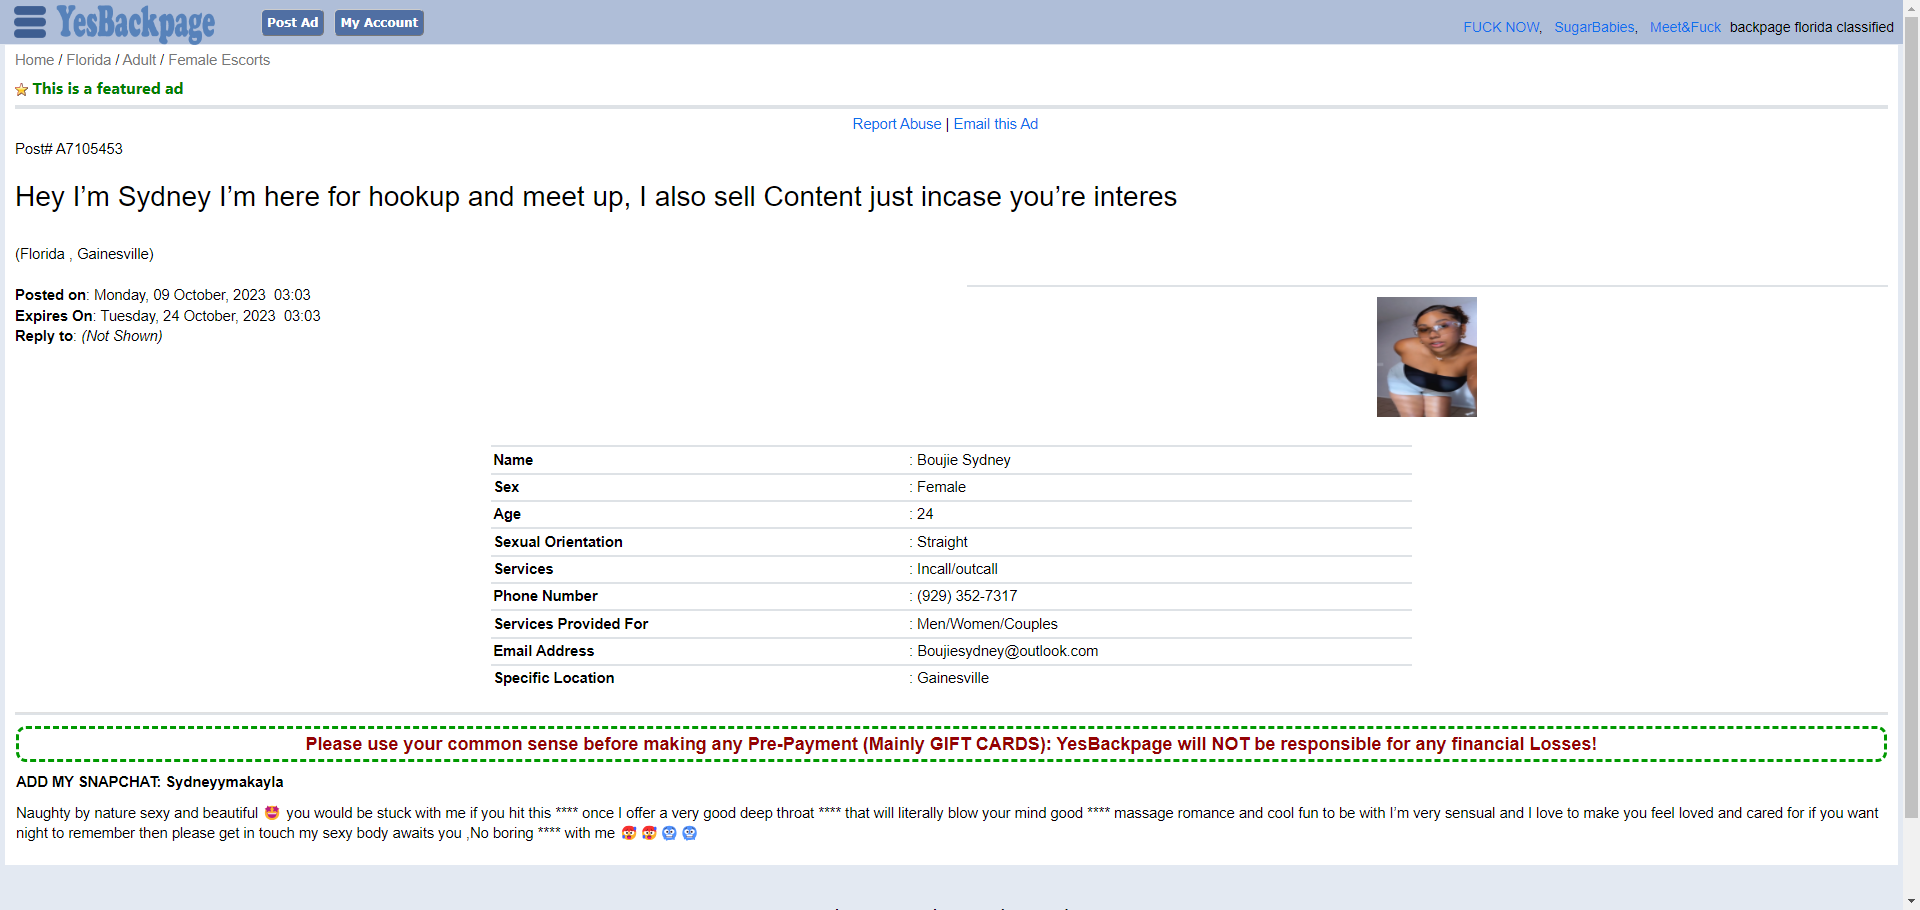 YesBackpage
Post Ad
My Account
FUCK NOW, SugarBabies, Meet&Fuck backpage florida classified
Home / Florida / Adult / Female Escorts
This is a featured ad
Report Abuse | Email this Ad
Post# A7105453
Hey I’m Sydney I’m here for hookup and meet up, I also sell Content just incase you’re interes
(Florida , Gainesville)
Posted on: Monday, 09 October, 2023 03:03
Expires On: Tuesday, 24 October, 2023 03:03
Reply to: (Not Shown)
Name : Boujie Sydney
Sex : Female
Age : 24
Sexual Orientation : Straight
Services : Incall/outcall
Phone Number : (929) 352-7317
Services Provided For : Men/Women/Couples
Email Address : Boujiesydney@outlook.com
Specific Location : Gainesville
Please use your common sense before making any Pre-Payment (Mainly GIFT CARDS): YesBackpage will NOT be responsible for any financial Losses!
ADD MY SNAPCHAT: Sydneyymakayla
Naughty by nature sexy and beautiful 🤩 you would be stuck with me if you hit this **** once I offer a very good deep throat **** that will literally blow your mind good **** massage romance and cool fun to be with I’m very sensual and I love to make you feel loved and cared for if you want
night to remember then please get in touch my sexy body awaits you ,No boring **** with me 🥵 🥵 🥶 🥶